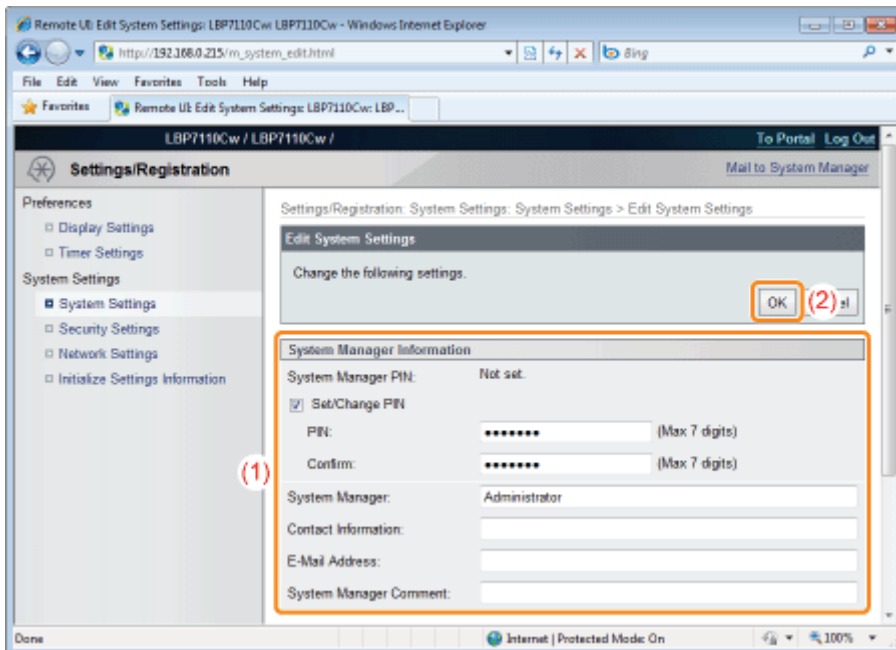 Remote UI: Edit System Settings: LBP7110Cw: LBP7110Cw - Windows Internet Explorer
http://192.168.0.215/m_system_edit.html
Bing
File Edit View Favorites Tools Help
Favorites
Remote UI: Edit System Settings: LBP7110Cw: LBP...
LBP7110Cw / LBP7110Cw /
To Portal Log Out
Settings/Registration
Mail to System Manager
Preferences
Display Settings
Timer Settings
System Settings
System Settings
Security Settings
Network Settings
Initialize Settings Information
Settings/Registration: System Settings: System Settings > Edit System Settings
Edit System Settings
Change the following settings.
OK
(2)
(1)
System Manager Information
System Manager PIN: Not set.
Set/Change PIN
PIN: ••••••• (Max 7 digits)
Confirm: ••••••• (Max 7 digits)
System Manager: Administrator
Contact Information:
E-Mail Address:
System Manager Comment:
Done
Internet | Protected Mode: On
100%